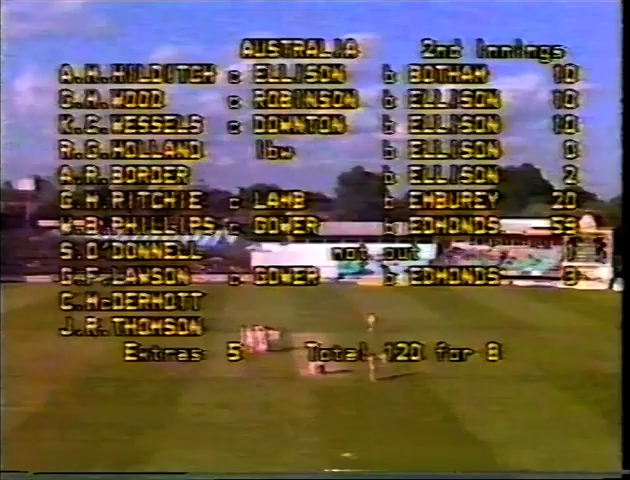 AUSTRALIA 2nd Innings
A.M.HILDITCH c ELLISON b BOTHAM 10
G.M.WOOD c ROBINSON b ELLISON 10
K.C.WESSELS c DOWNTON b ELLISON 10
R.G.HOLLAND lbw b ELLISON 0
A.R.BORDER b ELLISON 2
G.M.RITCHIE c LAMB b EMBUREY 20
W.B.PHILLIPS c GOWER b EDMONDS 59
S.O'DONNELL not out
G.F.LAWSON c GOWER b EDMONDS 3
C.McDERMOTT
J.R.THOMSON
Extras 5 Total 120 for 8